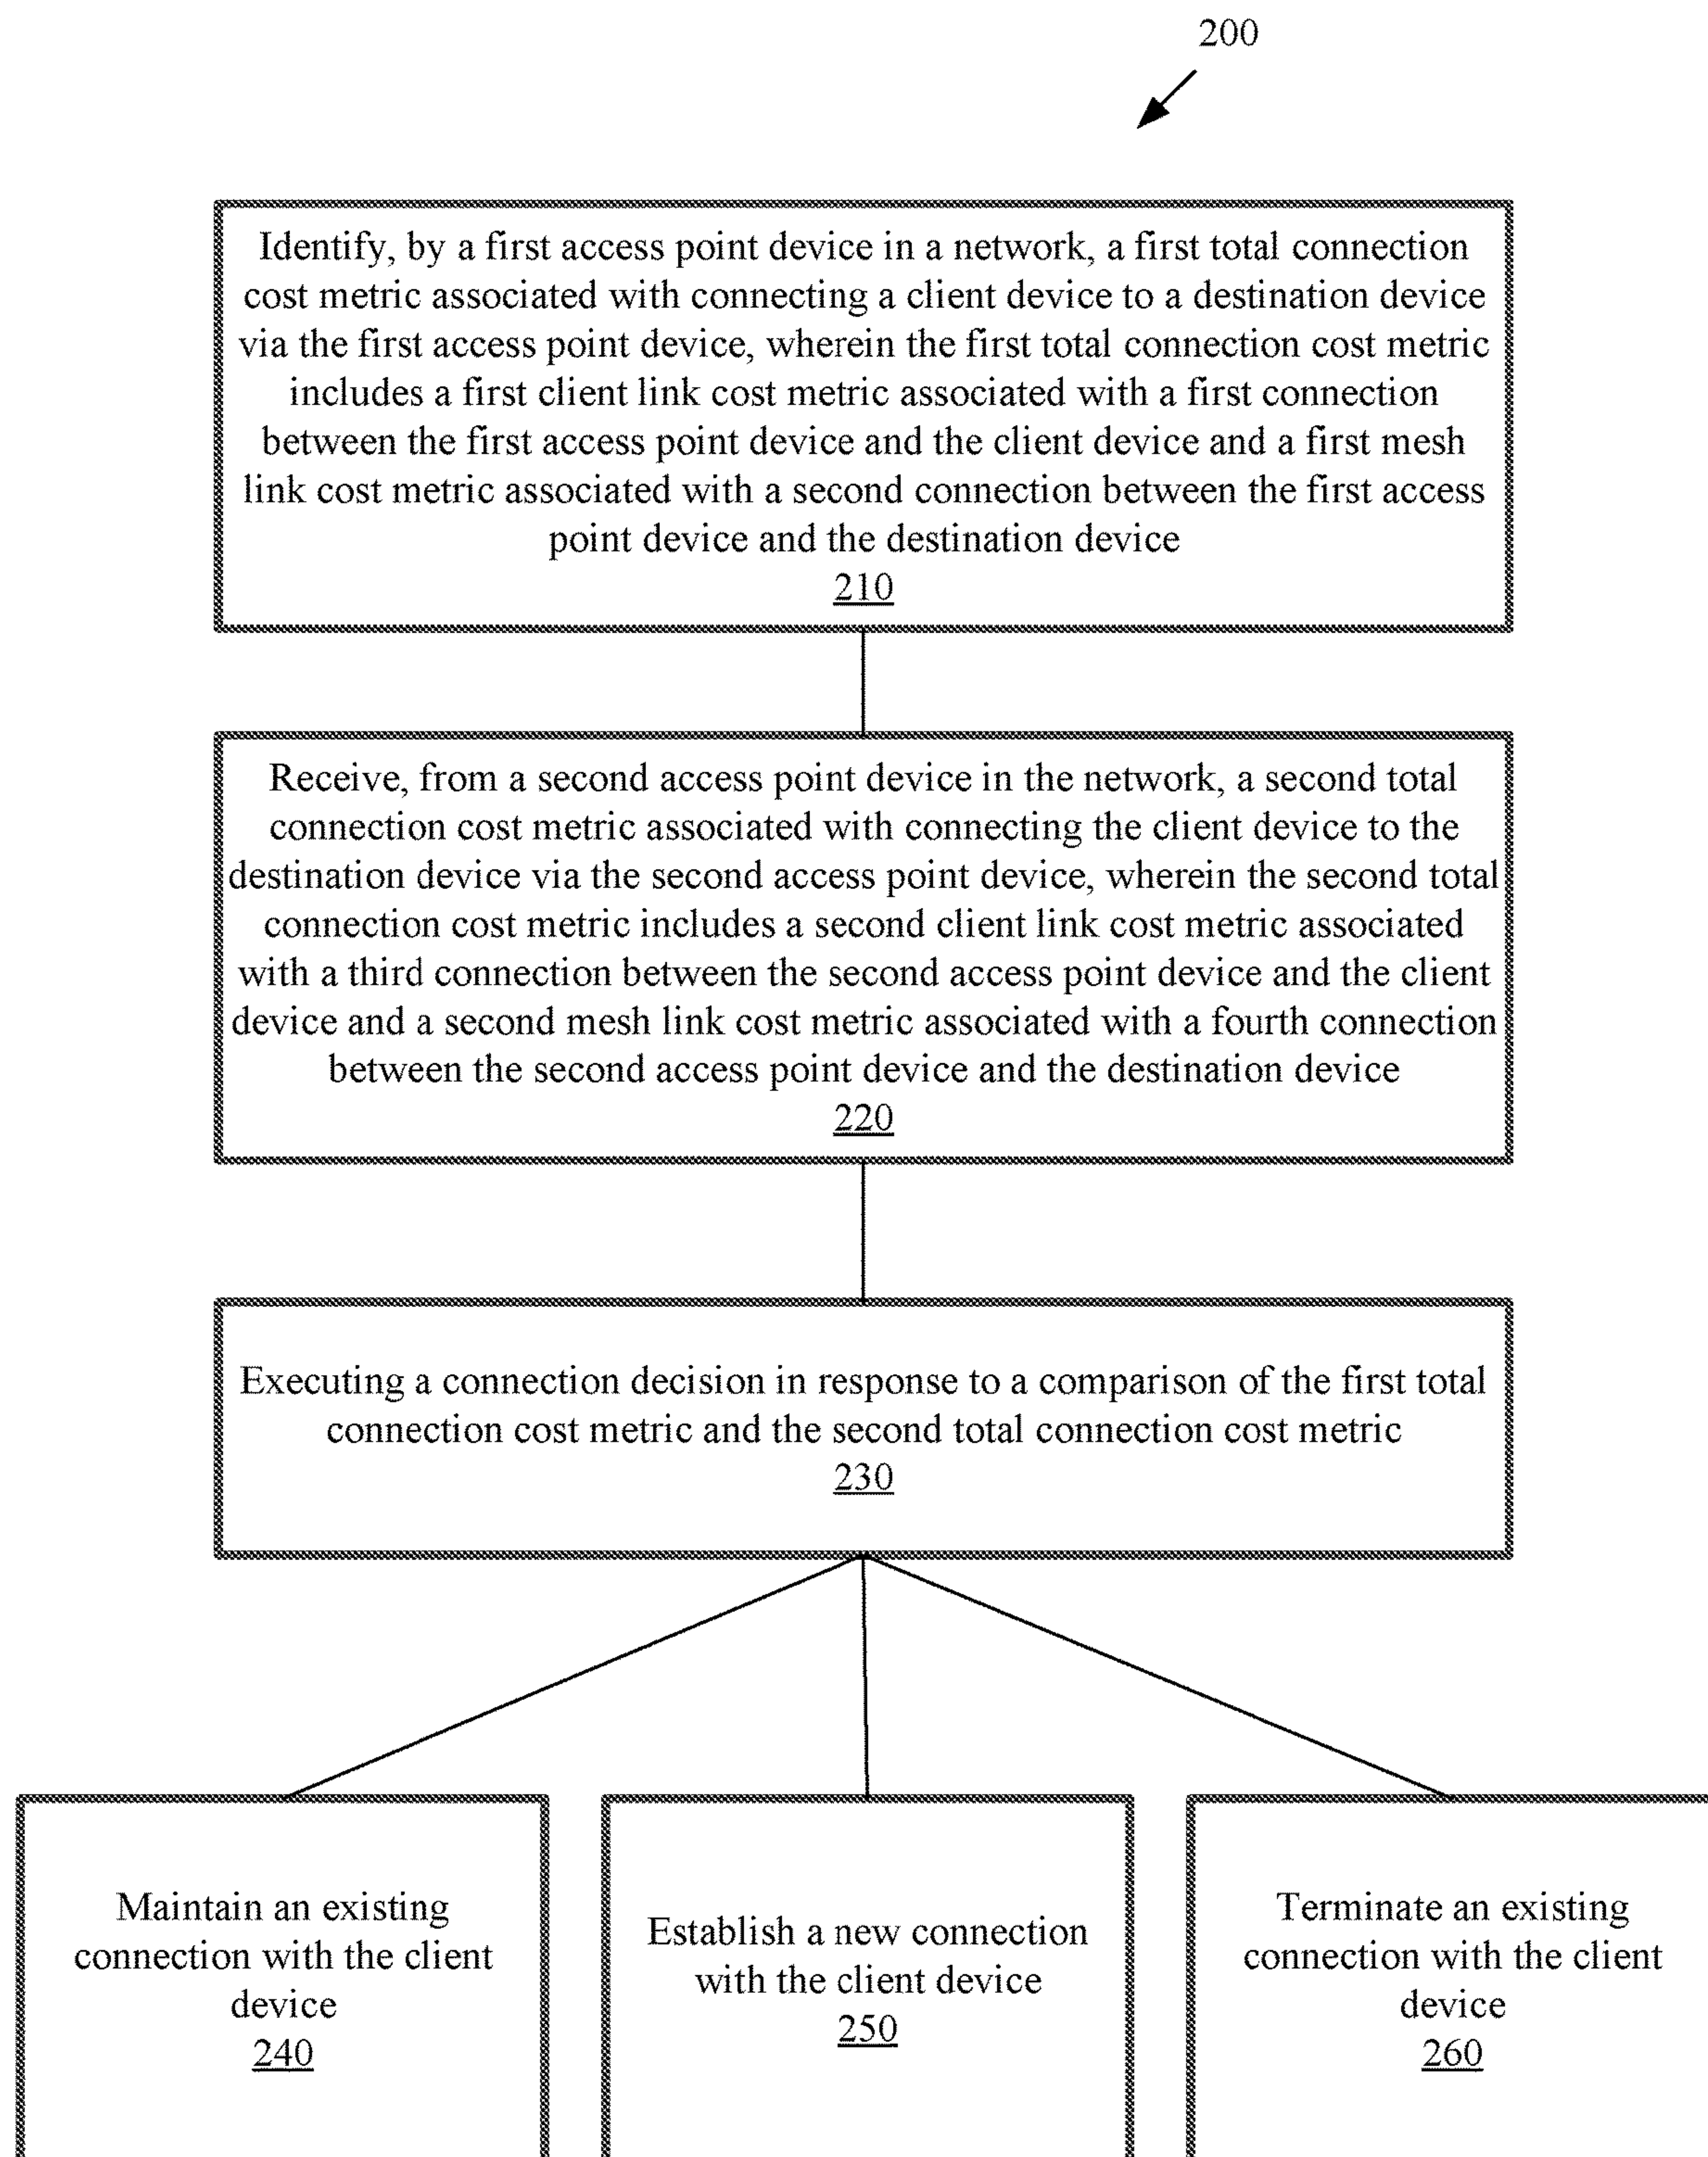 200
Identify, by a first access point device in a network, a first total connection
cost metric associated with connecting a client device to a destination device
via the first access point device, wherein the first total connection cost metric
includes a first client link cost metric associated with a first connection
between the first access point device and the client device and a first mesh
link cost metric associated with a second connection between the first access
point device and the destination device
210
Receive, from a second access point device in the network, a second total
connection cost metric associated with connecting the client device to the
destination device via the second access point device, wherein the second total
connection cost metric includes a second client link cost metric associated
with a third connection between the second access point device and the client
device and a second mesh link cost metric associated with a fourth connection
between the second access point device and the destination device
220
Executing a connection decision in response to a comparison of the first total
connection cost metric and the second total connection cost metric
230
Maintain an existing
connection with the client
device
240
Establish a new connection
with the client device
250
Terminate an existing
connection with the client
device
260